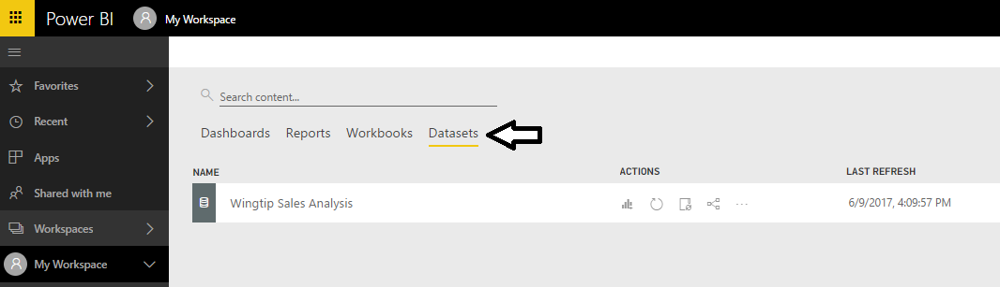 Power BI My Workspace
Favorites
Recent
Apps
Shared with me
Workspaces
My Workspace
Search content...
Dashboards Reports Workbooks Datasets
NAME ACTIONS LAST REFRESH
Wingtip Sales Analysis 6/9/2017, 4:09:57 PM